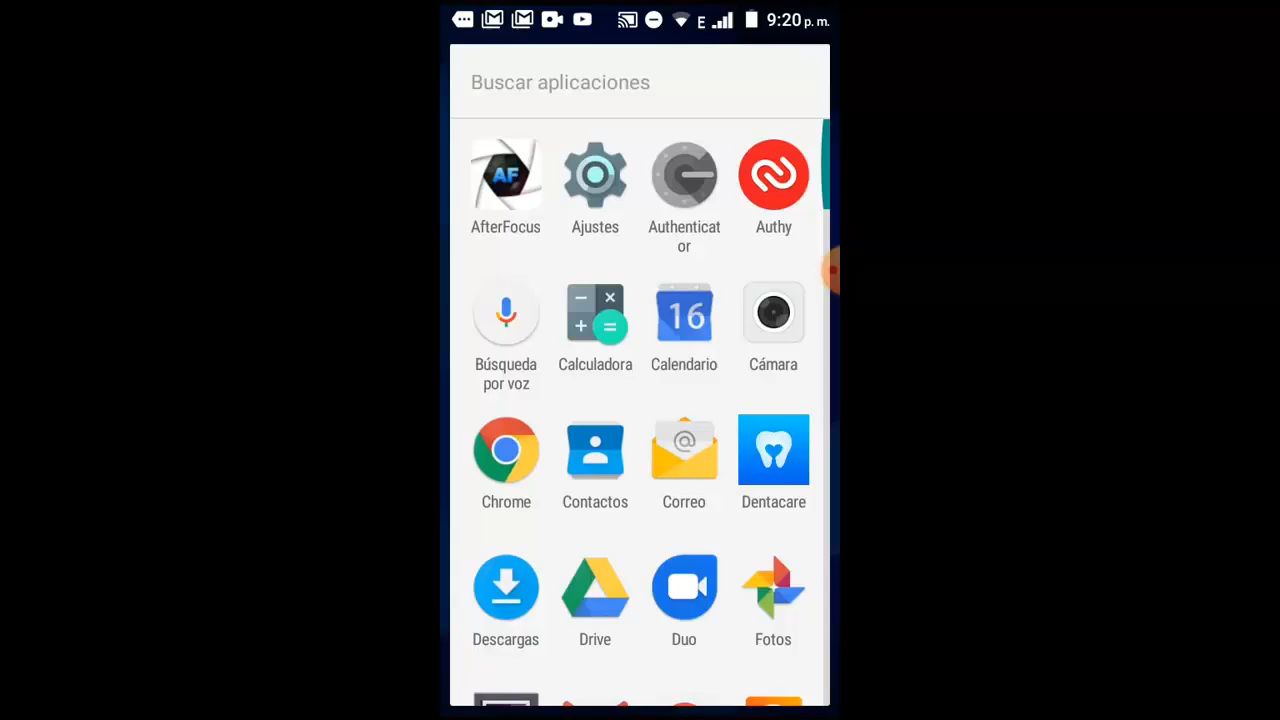 E 9:20 p. m.
Buscar aplicaciones
AF
AfterFocus Ajustes Authenticat Authy
or
16
Búsqueda Calculadora Calendario Cámara
por voz
@
Chrome Contactos Correo Dentacare
Descargas Drive Duo Fotos